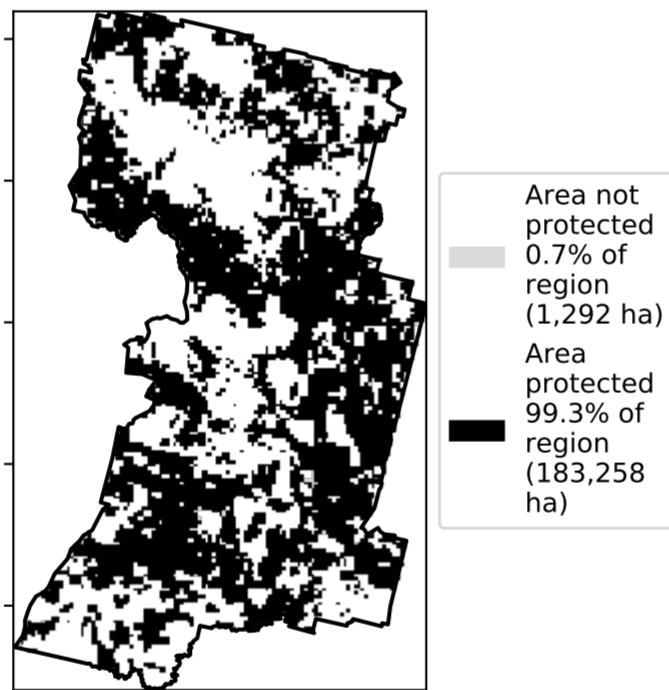 Area not
protected
0.7% of
region
(1,292 ha)
Area
protected
99.3% of
region
(183,258
ha)